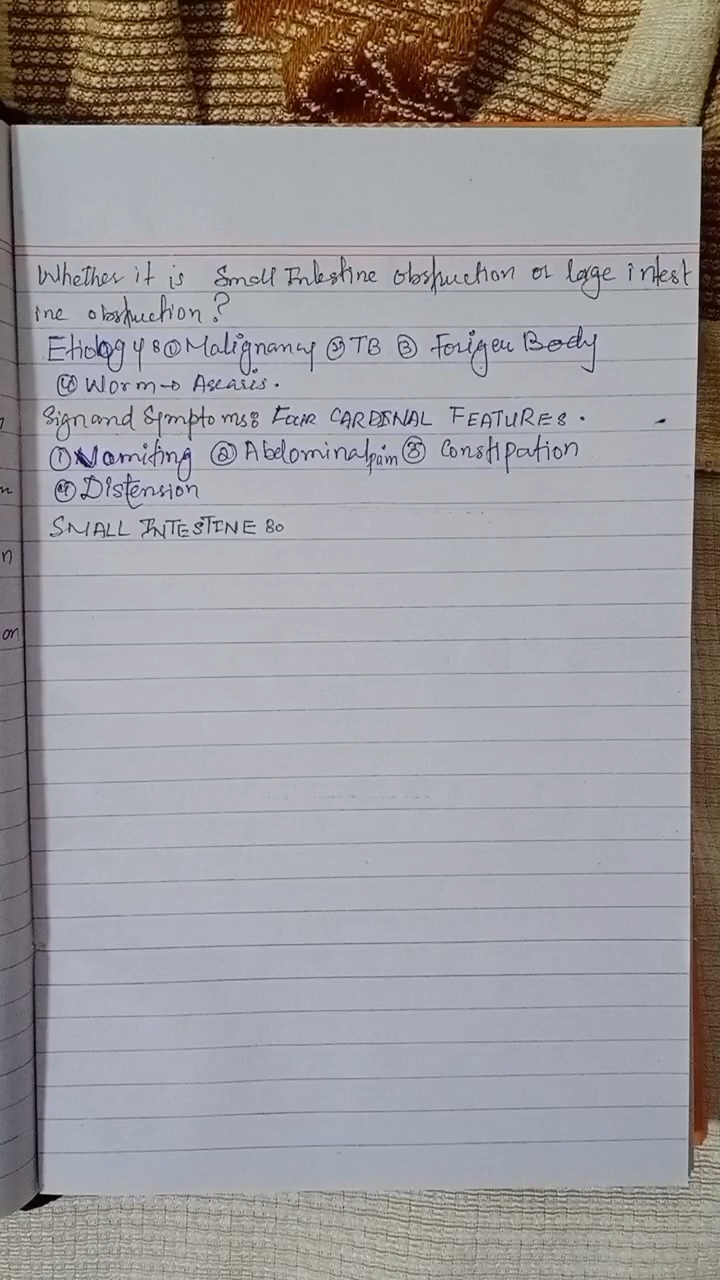 Whether it is Small Intestine obstruction or large intest
ine obstruction?
Etiology: ① Malignancy ② TB ③ Forigeu Body
④ Worm → Ascaris.
Sign and Symptoms: FOUR CARDINAL FEATURES.
① Vomiting ② Abdominal pain ③ Constipation
④ Distension
SMALL INTESTINE :
n
on